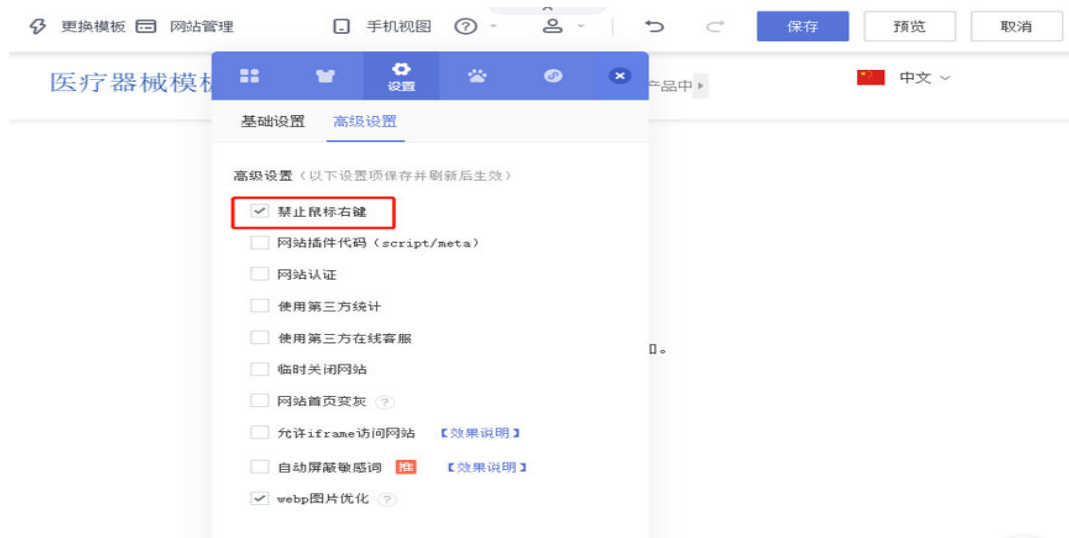 更换模板 网站管理 手机视图 保存 预览 取消
医疗器械模板 设置 产品中 中文
基础设置 高级设置
高级设置（以下设置项保存并刷新后生效）
禁止鼠标右键
网站插件代码（script/meta）
网站认证
使用第三方统计
使用第三方在线客服
临时关闭网站
网站首页变灰
允许iframe访问网站 【效果说明】
自动屏蔽敏感词 推 【效果说明】
webp图片优化